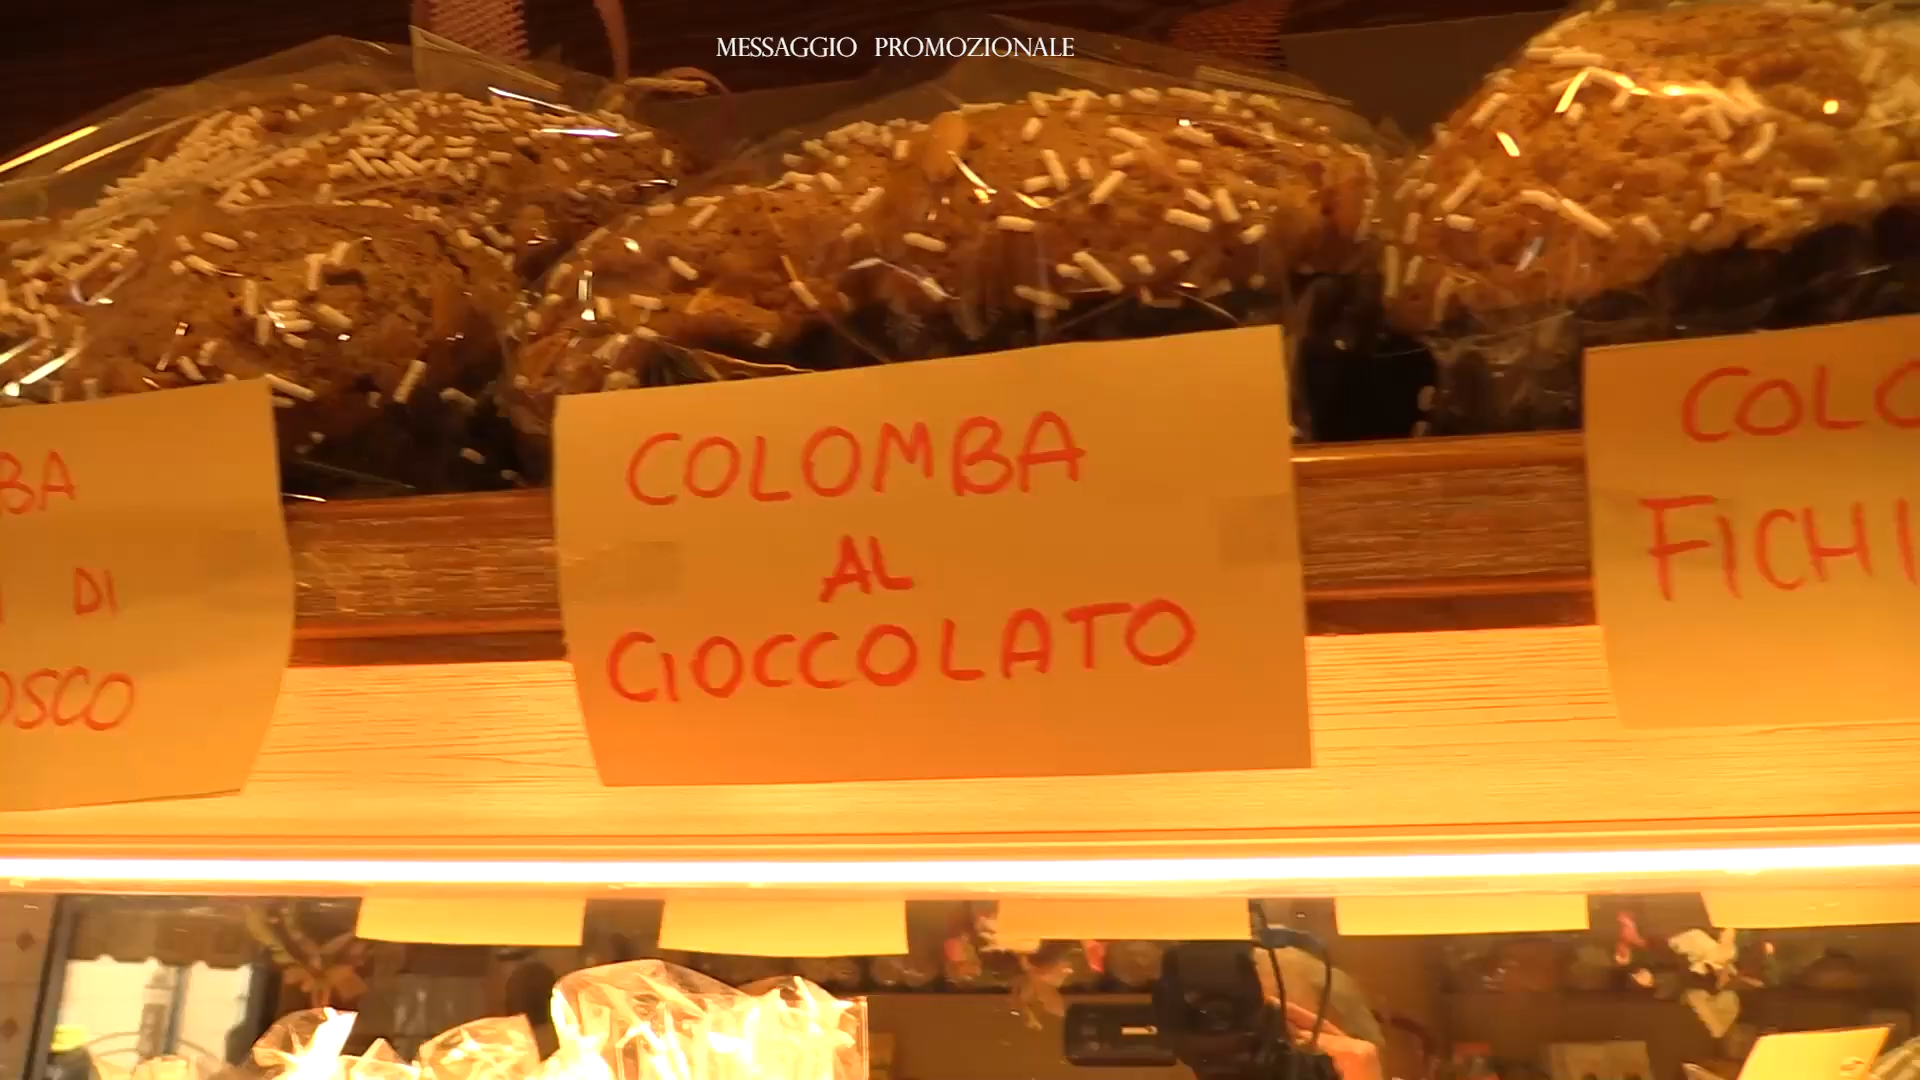 MESSAGGIO PROMOZIONALE
BA
DI
OSCO
COLOMBA
AL
CIOCCOLATO
COLO
FICHI